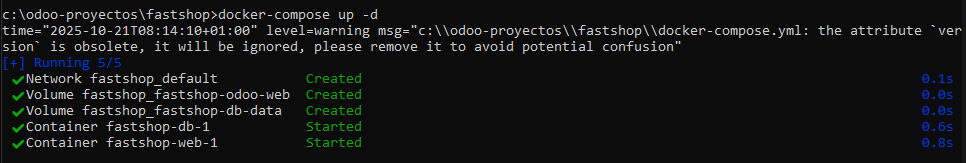 c:\odoo-proyectos\fastshop>docker-compose up -d
time="2025-10-21T08:14:10+01:00" level=warning msg="c:\\odoo-proyectos\\fastshop\\docker-compose.yml: the attribute `ver
sion` is obsolete, it will be ignored, please remove it to avoid potential confusion"
[+] Running 5/5
✔Network fastshop_default Created 0.1s
✔Volume fastshop_fastshop-odoo-web Created 0.0s
✔Volume fastshop_fastshop-db-data Created 0.0s
✔Container fastshop-db-1 Started 0.6s
✔Container fastshop-web-1 Started 0.8s